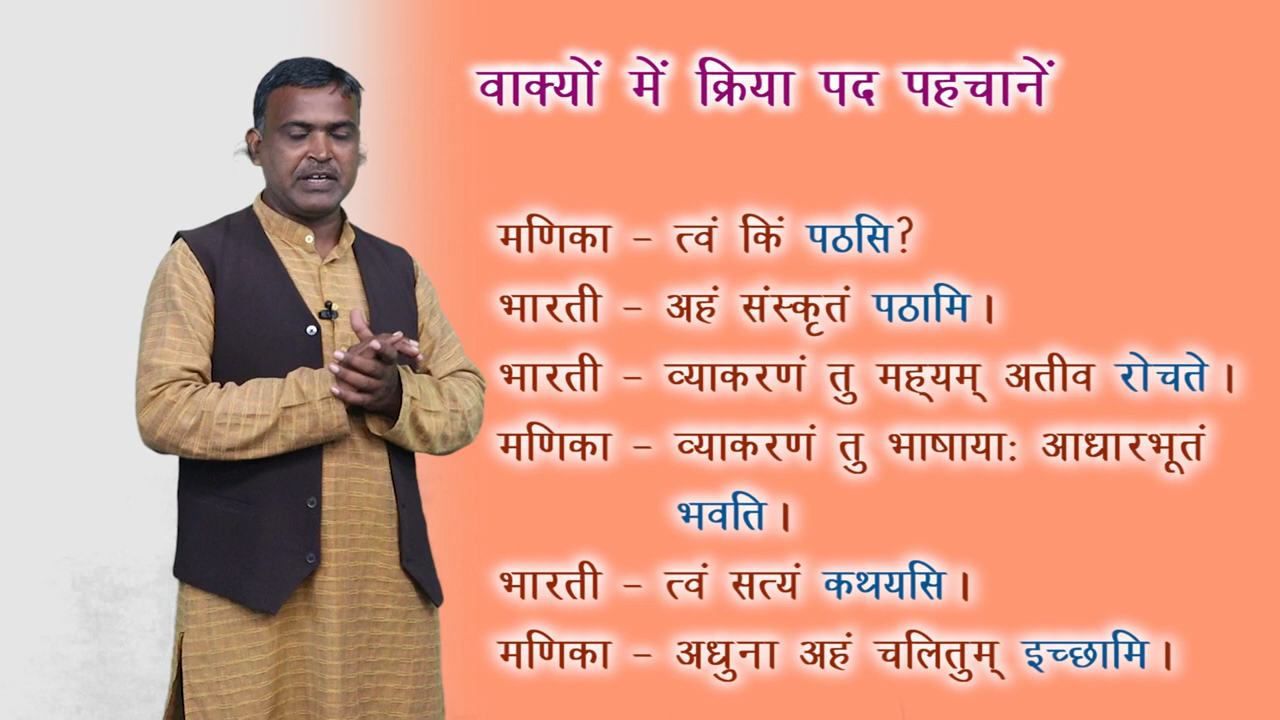 वाक्यों में क्रिया पद पहचानें
मणिका - त्वं किं पठसि?
भारती - अहं संस्कृतं पठामि।
भारती - व्याकरणं तु मह्यम् अतीव रोचते।
मणिका - व्याकरणं तु भाषायाः आधारभूतं
भवति।
भारती - त्वं सत्यं कथयसि।
मणिका - अधुना अहं चलितुम् इच्छामि।